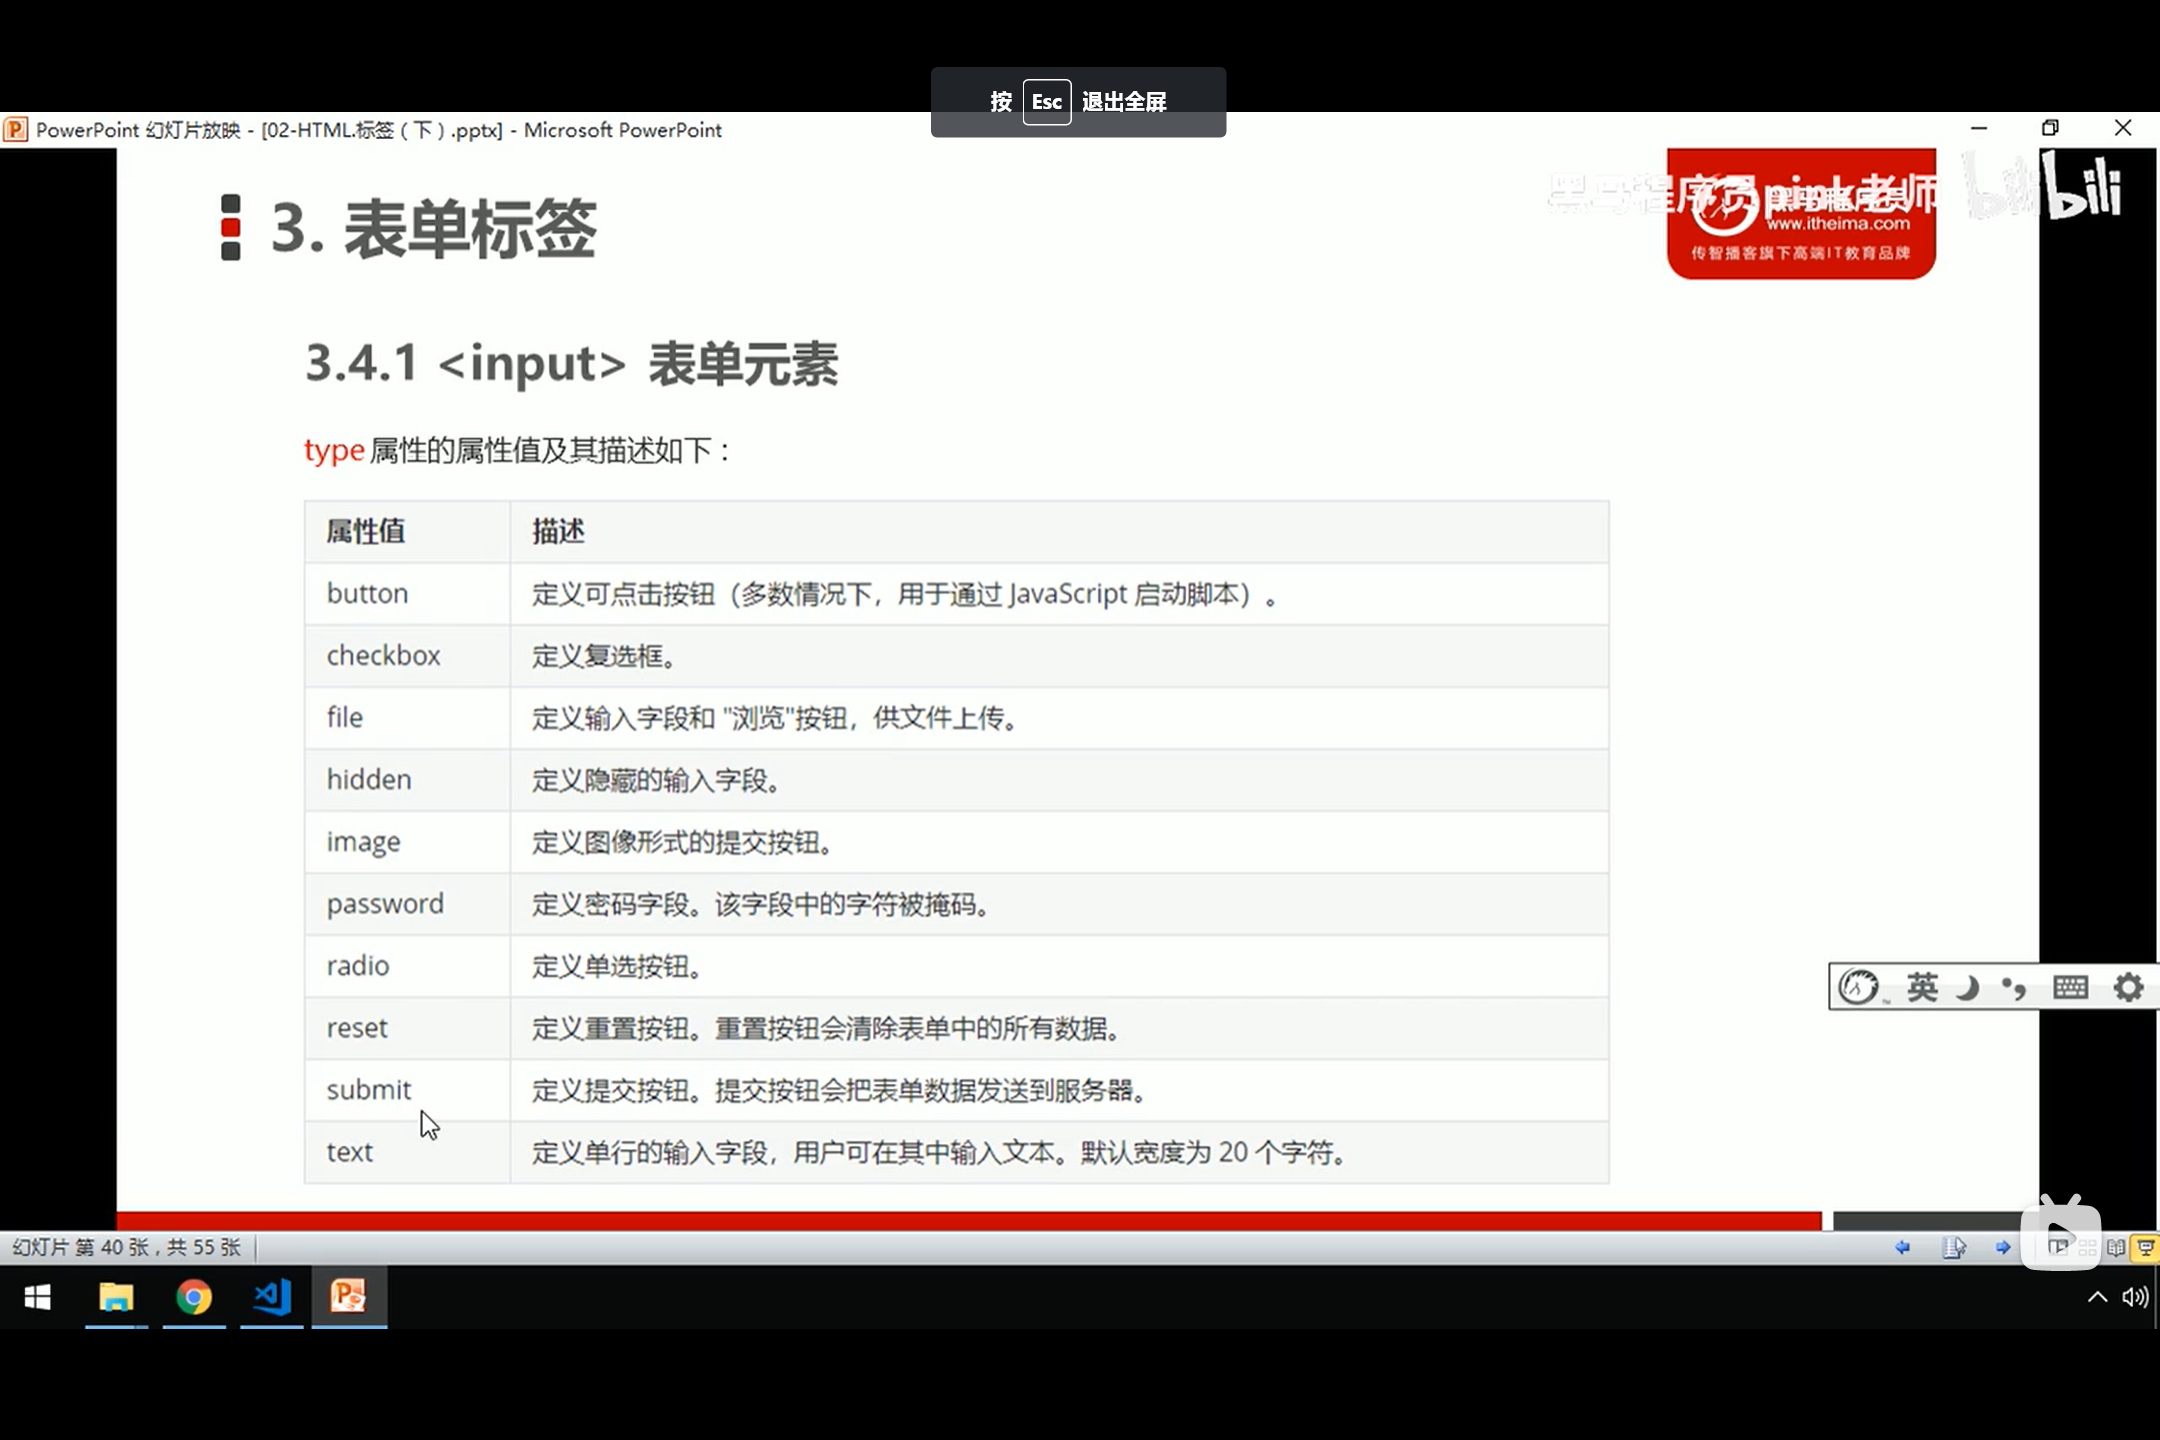 按 Esc 退出全屏
PowerPoint 幻灯片放映 - [02-HTML.标签（下）.pptx] - Microsoft PowerPoint
黑马程序员pink老师
bilibili
www.itheima.com
传智播客旗下高端IT教育品牌
3. 表单标签
3.4.1 <input> 表单元素
type 属性的属性值及其描述如下：
属性值 描述
button 定义可点击按钮（多数情况下，用于通过 JavaScript 启动脚本）。
checkbox 定义复选框。
file 定义输入字段和 "浏览"按钮，供文件上传。
hidden 定义隐藏的输入字段。
image 定义图像形式的提交按钮。
password 定义密码字段。该字段中的字符被掩码。
radio 定义单选按钮。
reset 定义重置按钮。重置按钮会清除表单中的所有数据。
submit 定义提交按钮。提交按钮会把表单数据发送到服务器。
text 定义单行的输入字段，用户可在其中输入文本。默认宽度为 20 个字符。
英
幻灯片 第 40 张，共 55 张